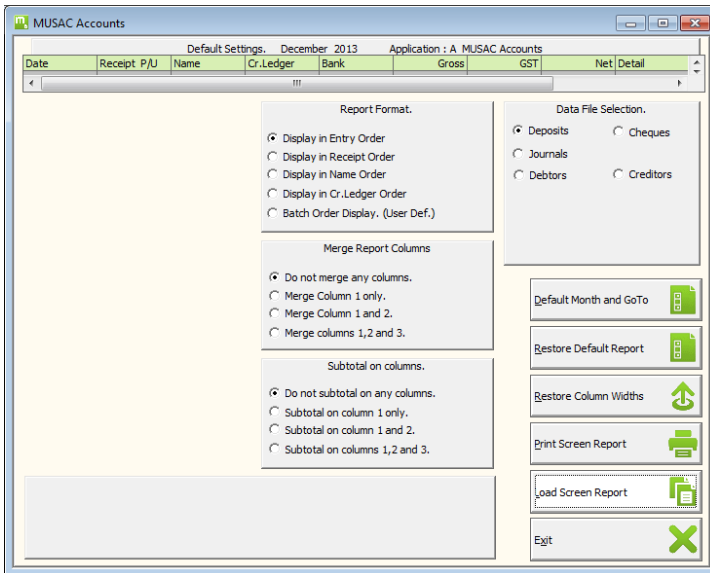 MUSAC Accounts
Default Settings. December 2013 Application : A MUSAC Accounts
Date Receipt P/U Name Cr.Ledger Bank Gross GST Net Detail
Report Format.
Display in Entry Order
Display in Receipt Order
Display in Name Order
Display in Cr.Ledger Order
Batch Order Display. (User Def.)
Data File Selection.
Deposits Cheques
Journals
Debtors Creditors
Merge Report Columns
Do not merge any columns.
Merge Column 1 only.
Merge Column 1 and 2.
Merge columns 1,2 and 3.
Subtotal on columns.
Do not subtotal on any columns.
Subtotal on column 1 only.
Subtotal on column 1 and 2.
Subtotal on columns 1,2 and 3.
Default Month and GoTo
Restore Default Report
Restore Column Widths
Print Screen Report
Load Screen Report
Exit